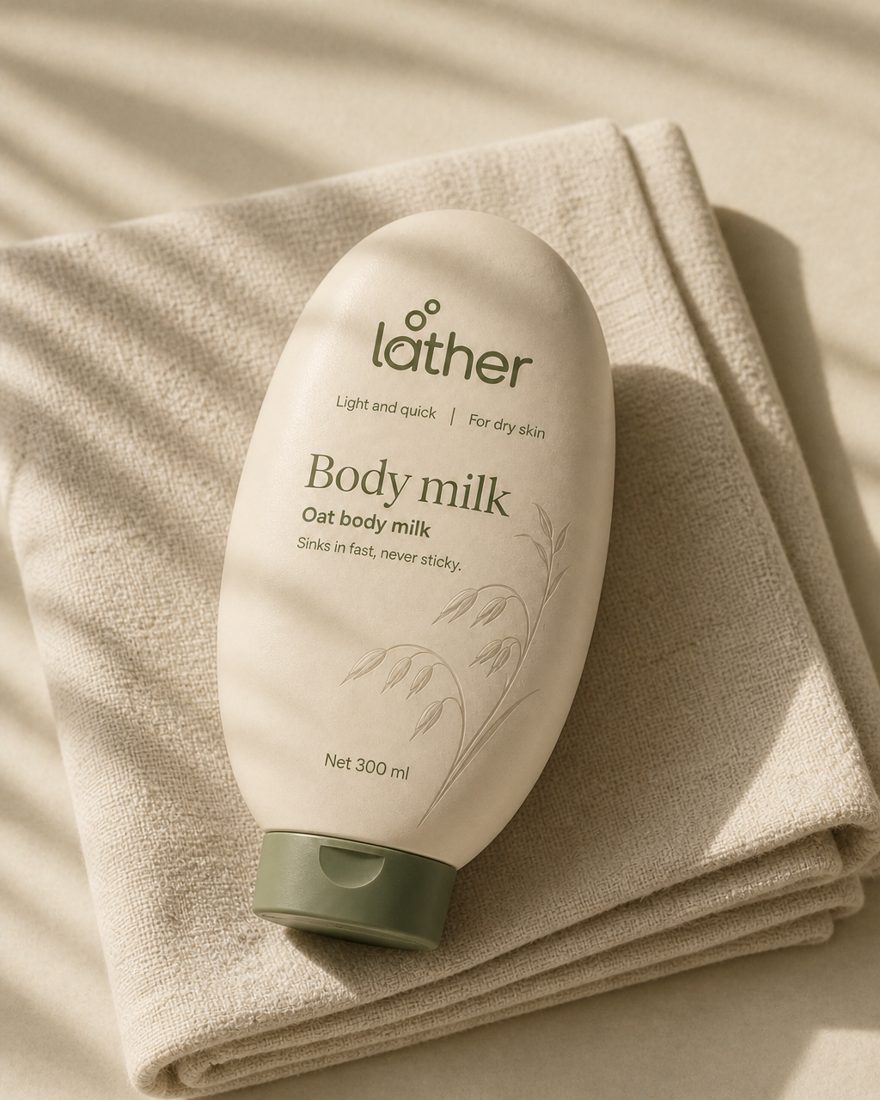 lather
Light and quick | For dry skin
Body milk
Oat body milk
Sinks in fast, never sticky.
Net 300 ml